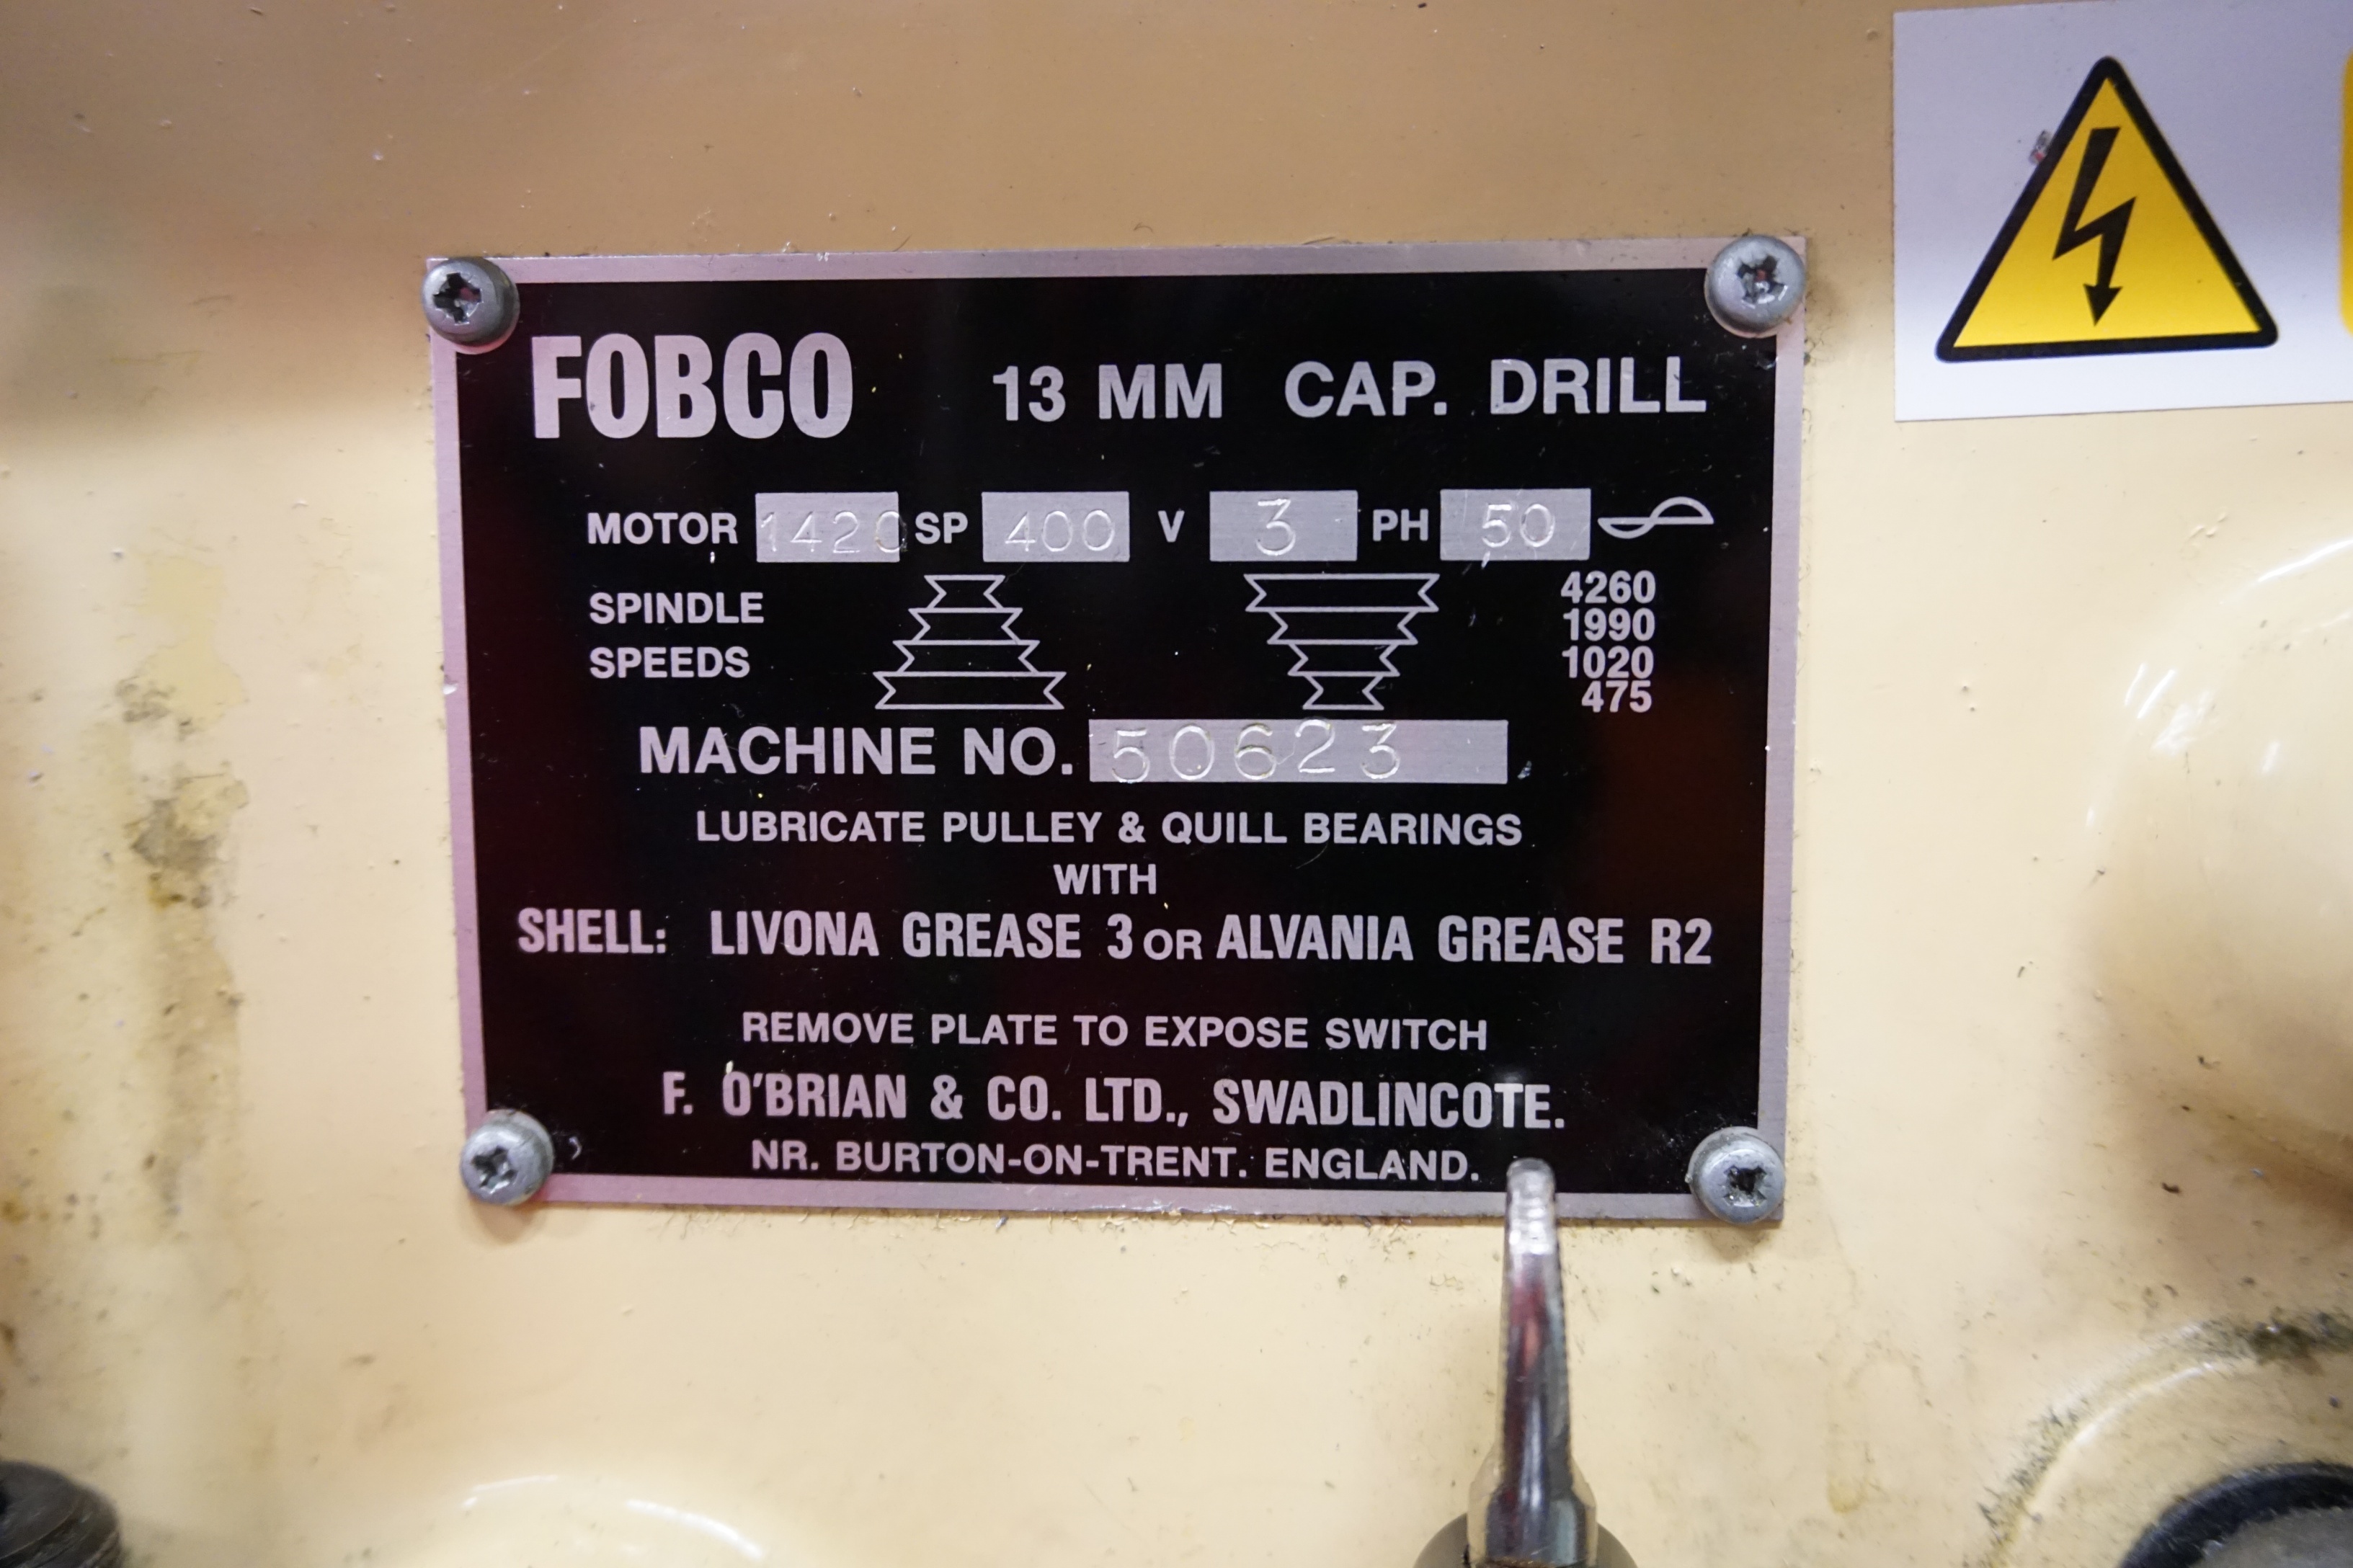 FOBCO 13 MM CAP. DRILL
MOTOR 1420 SP 400 V 3 PH 50
SPINDLE SPEEDS
4260
1990
1020
475
MACHINE NO. 50623
LUBRICATE PULLEY & QUILL BEARINGS
WITH
SHELL: LIVONA GREASE 3 OR ALVANIA GREASE R2
REMOVE PLATE TO EXPOSE SWITCH
F. O'BRIAN & CO. LTD., SWADLINCOTE.
NR. BURTON-ON-TRENT. ENGLAND.